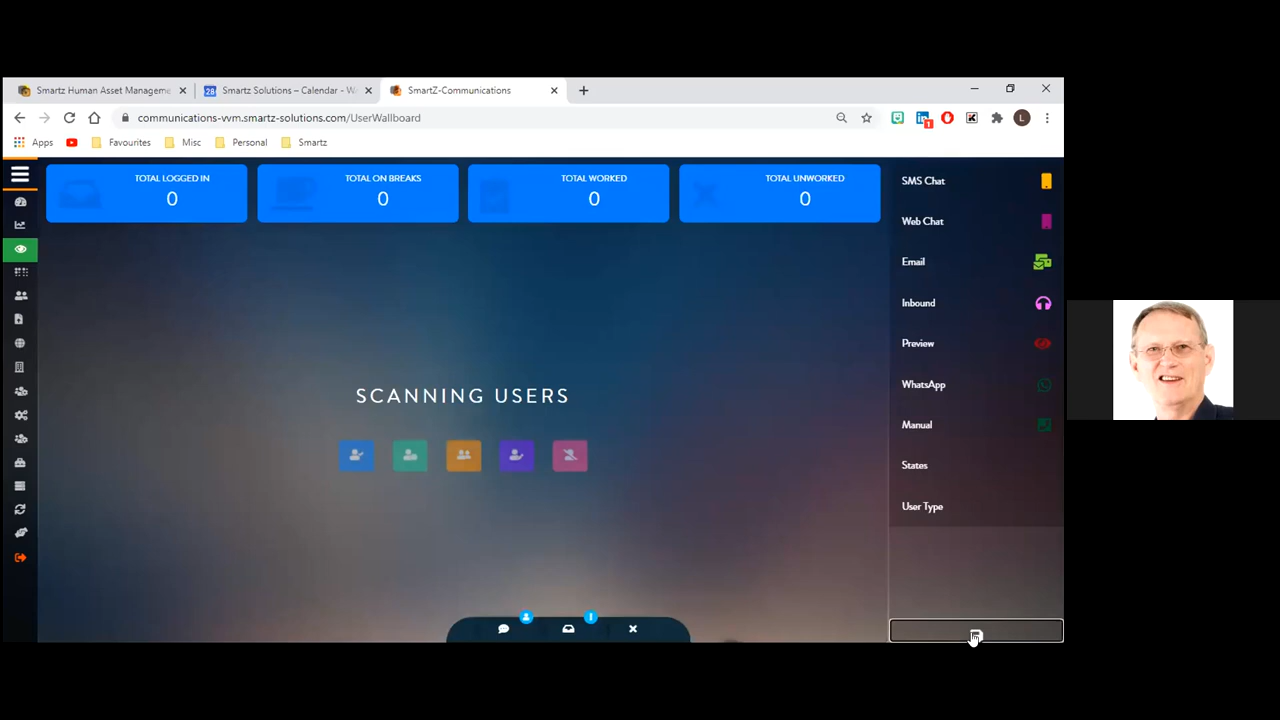 Smartz Human Asset Manageme
Smartz Solutions – Calendar - W
SmartZ-Communications
communications-vvm.smartz-solutions.com/UserWallboard
1
L
Apps
Favourites
Misc
Personal
Smartz
TOTAL LOGGED IN
0
TOTAL ON BREAKS
0
TOTAL WORKED
0
TOTAL UNWORKED
0
SMS Chat
Web Chat
Email
Inbound
Preview
WhatsApp
Manual
States
User Type
SCANNING USERS